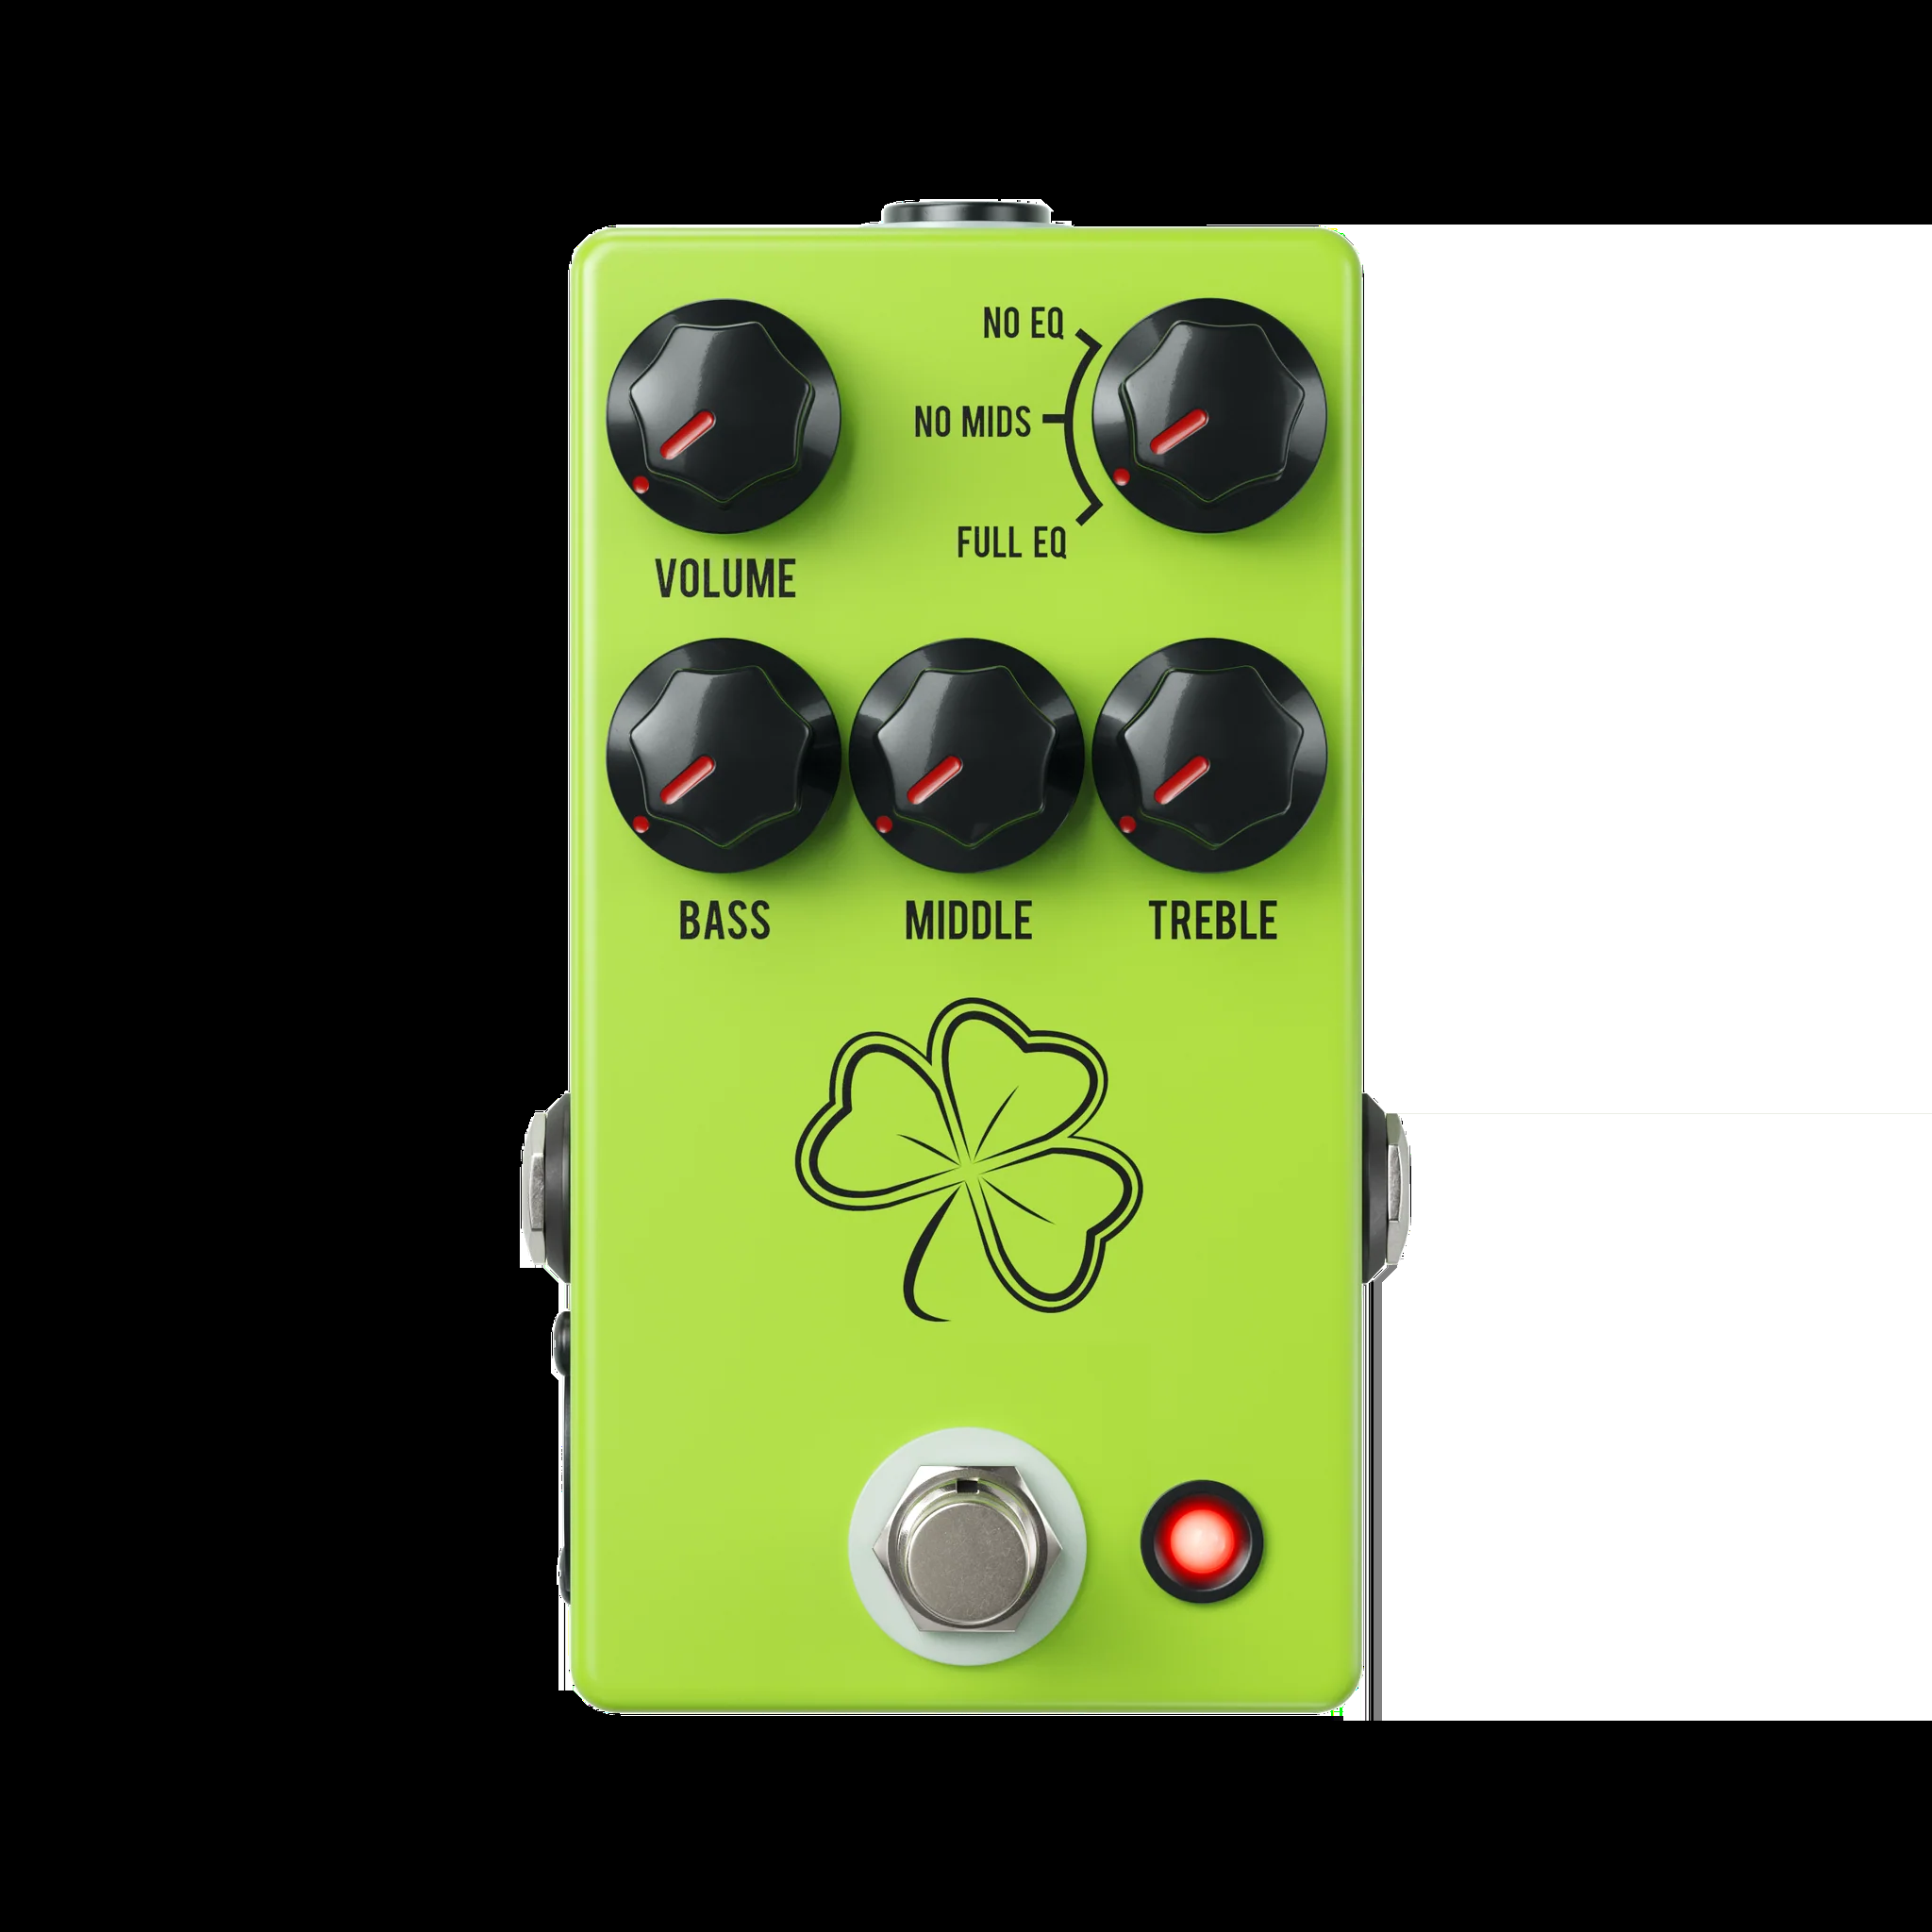 NO EQ
NO MIDS
FULL EQ
VOLUME
BASS
MIDDLE
TREBLE